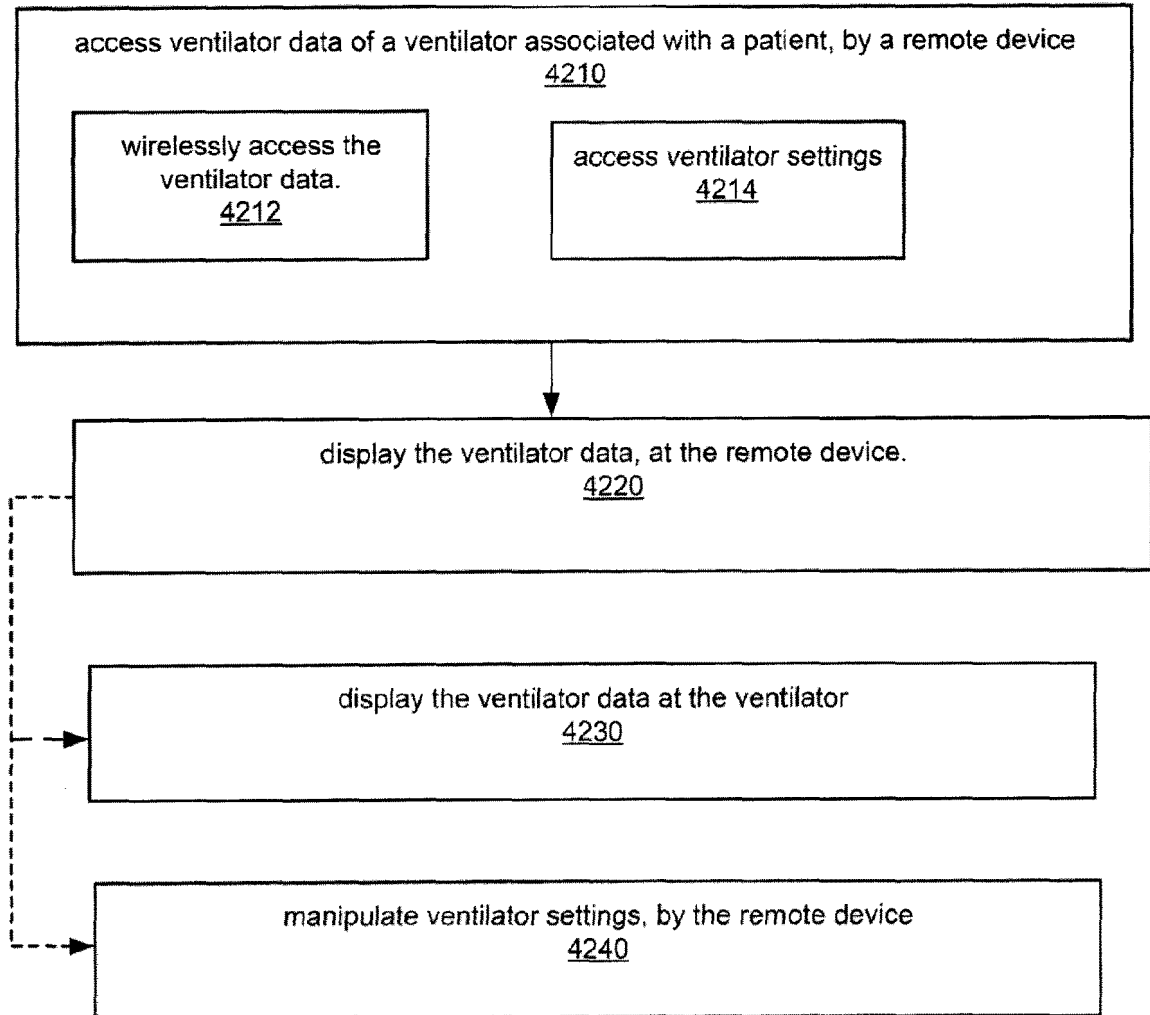 access ventilator data of a ventilator associated with a patient, by a remote device
4210
wirelessly access the
ventilator data.
4212
access ventilator settings
4214
display the ventilator data, at the remote device.
4220
display the ventilator data at the ventilator
4230
manipulate ventilator settings, by the remote device
4240